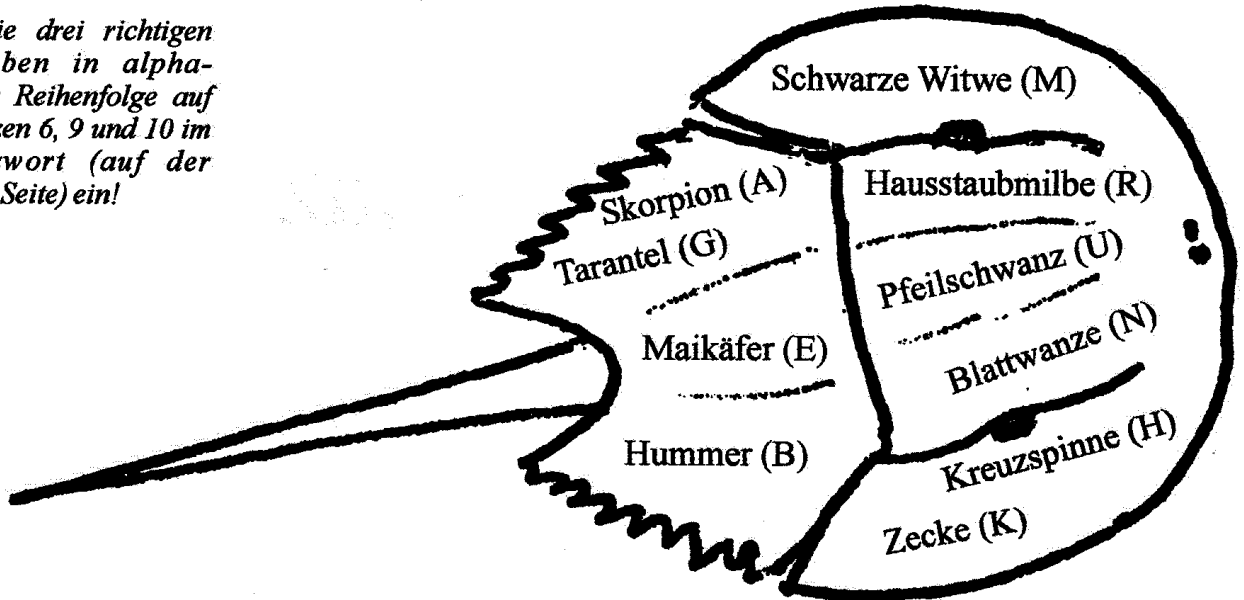 ie drei richtigen
ben in alpha-
Reihenfolge auf
en 6, 9 und 10 im
wort (auf der
Seite) ein!
Schwarze Witwe (M)
Skorpion (A)
Hausstaubmilbe (R)
Tarantel (G)
Pfeilschwanz (U)
Maikäfer (E)
Blattwanze (N)
Hummer (B)
Kreuzspinne (H)
Zecke (K)